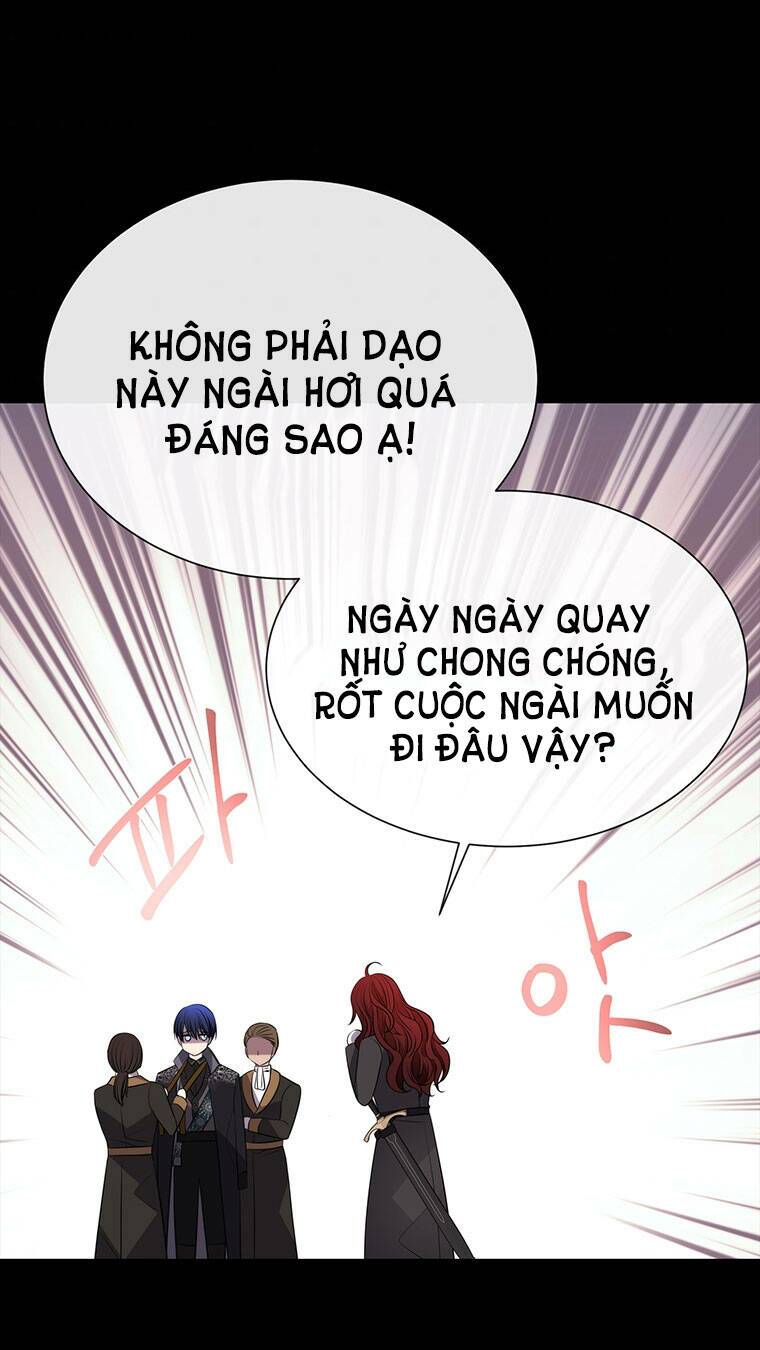 KHÔNG PHẢI DẠO
NÀY NGÀI HƠI QUÁ
ĐÁNG SAO Ạ!
NGÀY NGÀY QUAY
NHƯ CHONG CHÓNG,
RỐT CUỘC NGÀI MUỐN
ĐI ĐÂU VẬY?
파
앗